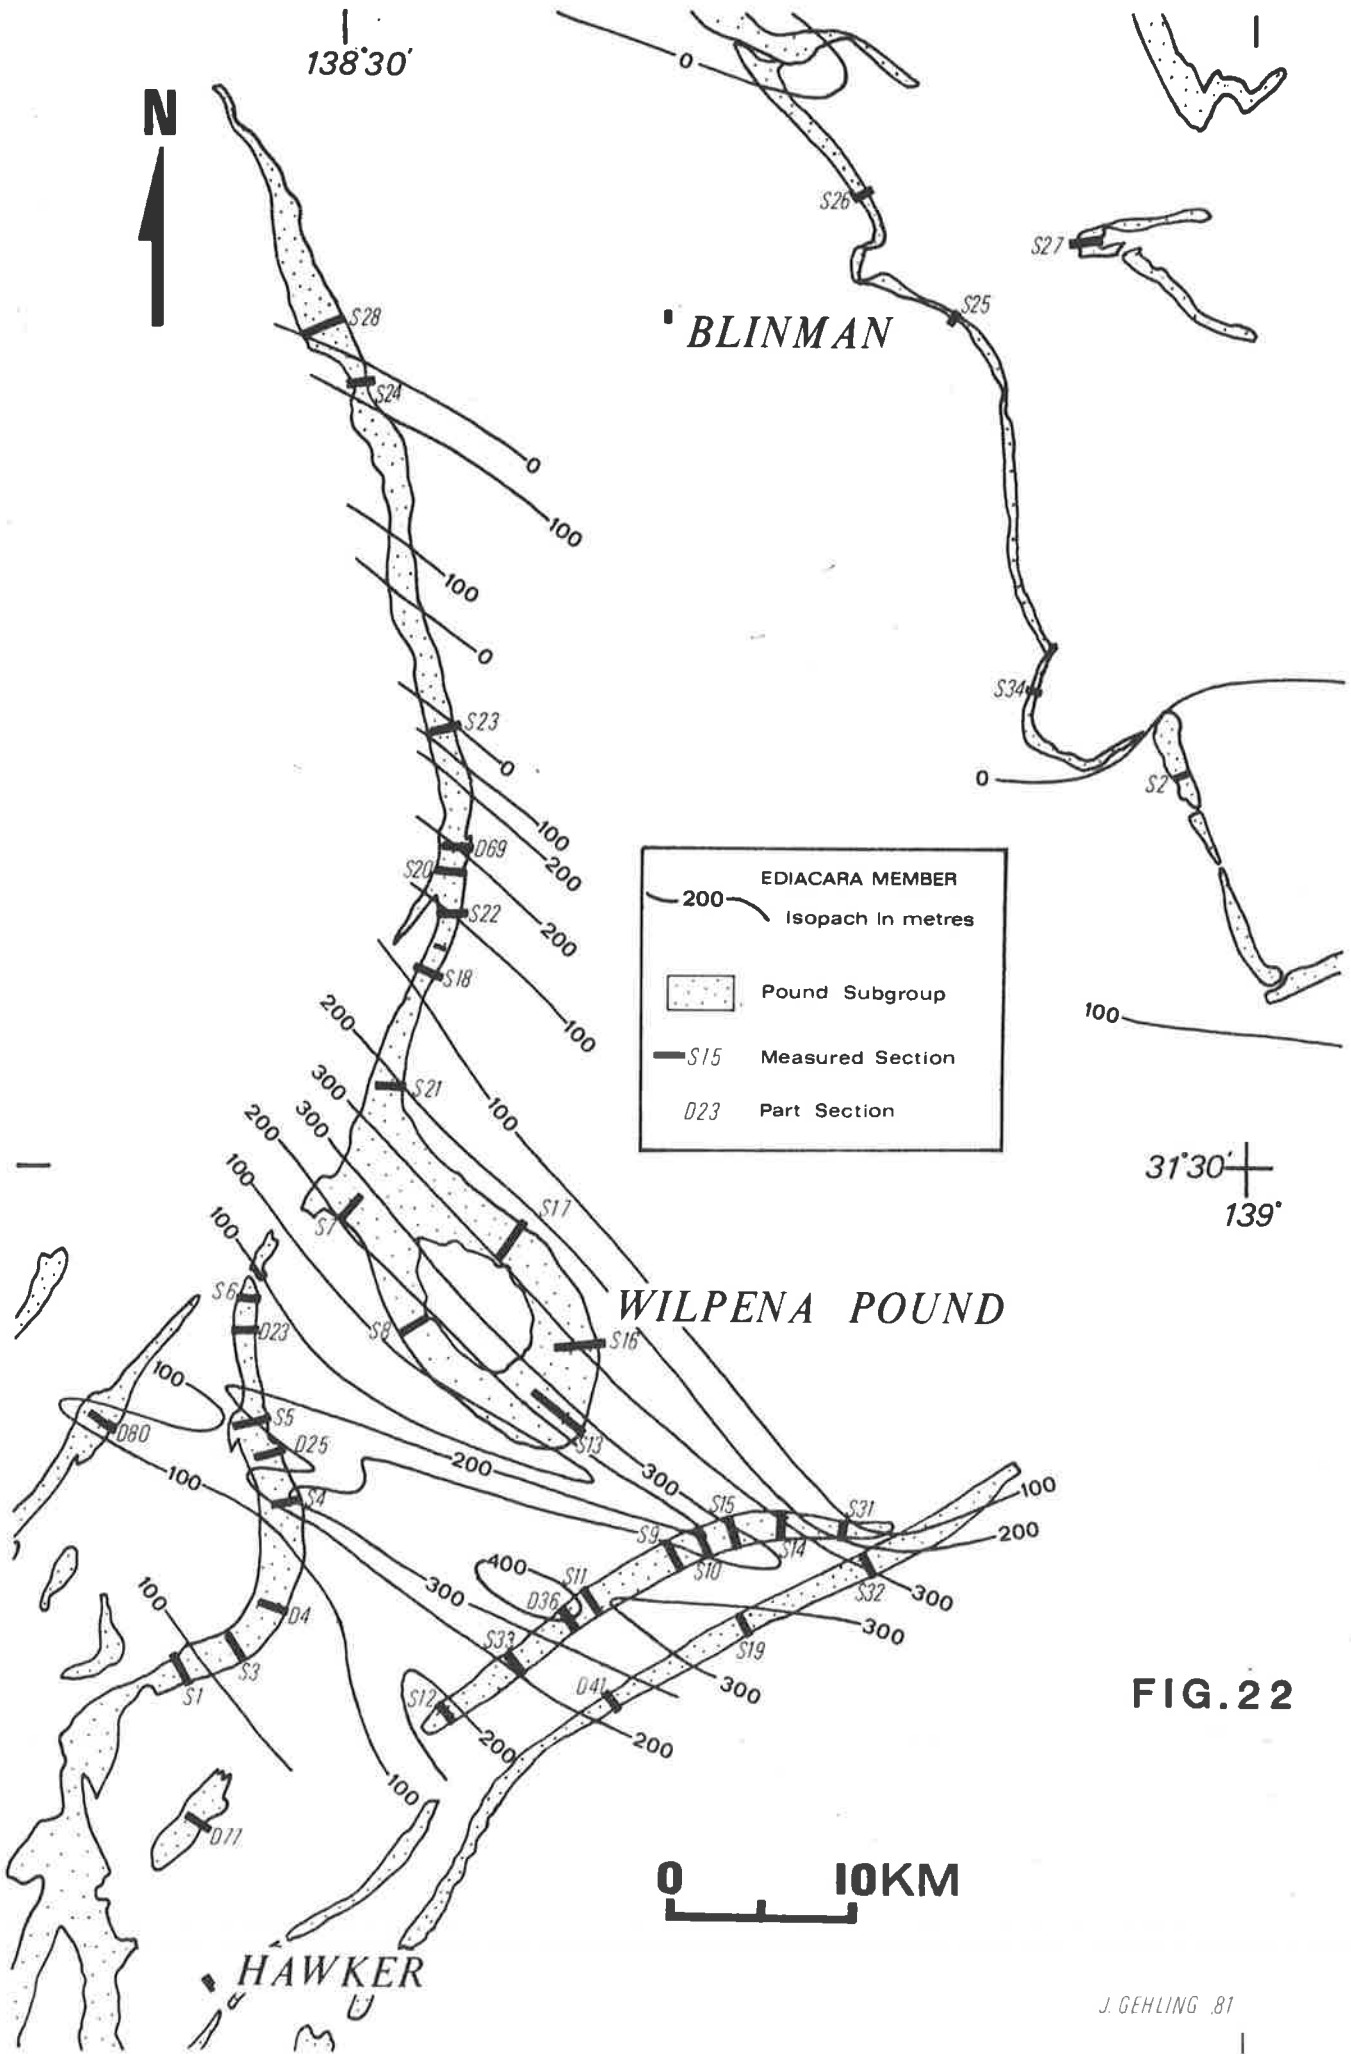 138°30'
N
0
S26
S27
S25
S28
BLINMAN
S24
0
100
100
0
S34
S23
0
0
S2
100
200
D69
S20
S22
200
S18
100
EDIACARA MEMBER
200
Isopach In metres
Pound Subgroup
S15 Measured Section
D23 Part Section
100
200
300
S21
300
100
200
100
31°30'
139°
S7
S17
100
S6
WILPENA POUND
D23
S8
S16
100
S5
D80
D25
S13
200
300
100
S4
100
S15
S31
S9
S14
200
S10
400
S11
S32
300
100
300
D36
D4
300
S33
S19
S3
S1
300
D41
S12
FIG.22
200
200
100
D77
0 10KM
HAWKER
J. GEHLING .81